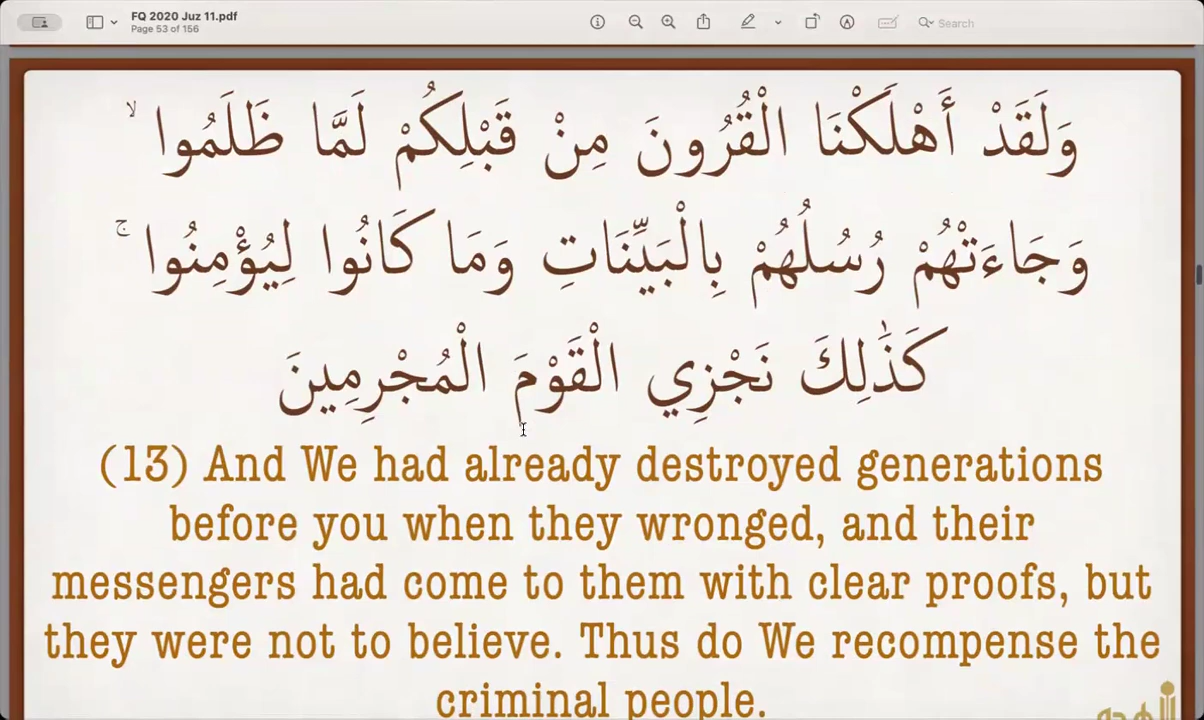 FQ 2020 Juz 11.pdf
Page 53 of 156
Search
وَلَقَدْ أَهْلَكْنَا الْقُرُونَ مِنْ قَبْلِكُمْ لَمَّا ظَلَمُوا ۙ
وَجَاءَتْهُمْ رُسُلُهُمْ بِالْبَيِّنَاتِ وَمَا كَانُوا لِيُؤْمِنُوا ۚ
كَذَٰلِكَ نَجْزِي الْقَوْمَ الْمُجْرِمِينَ
(13) And We had already destroyed generations
before you when they wronged, and their
messengers had come to them with clear proofs, but
they were not to believe. Thus do We recompense the
criminal people.